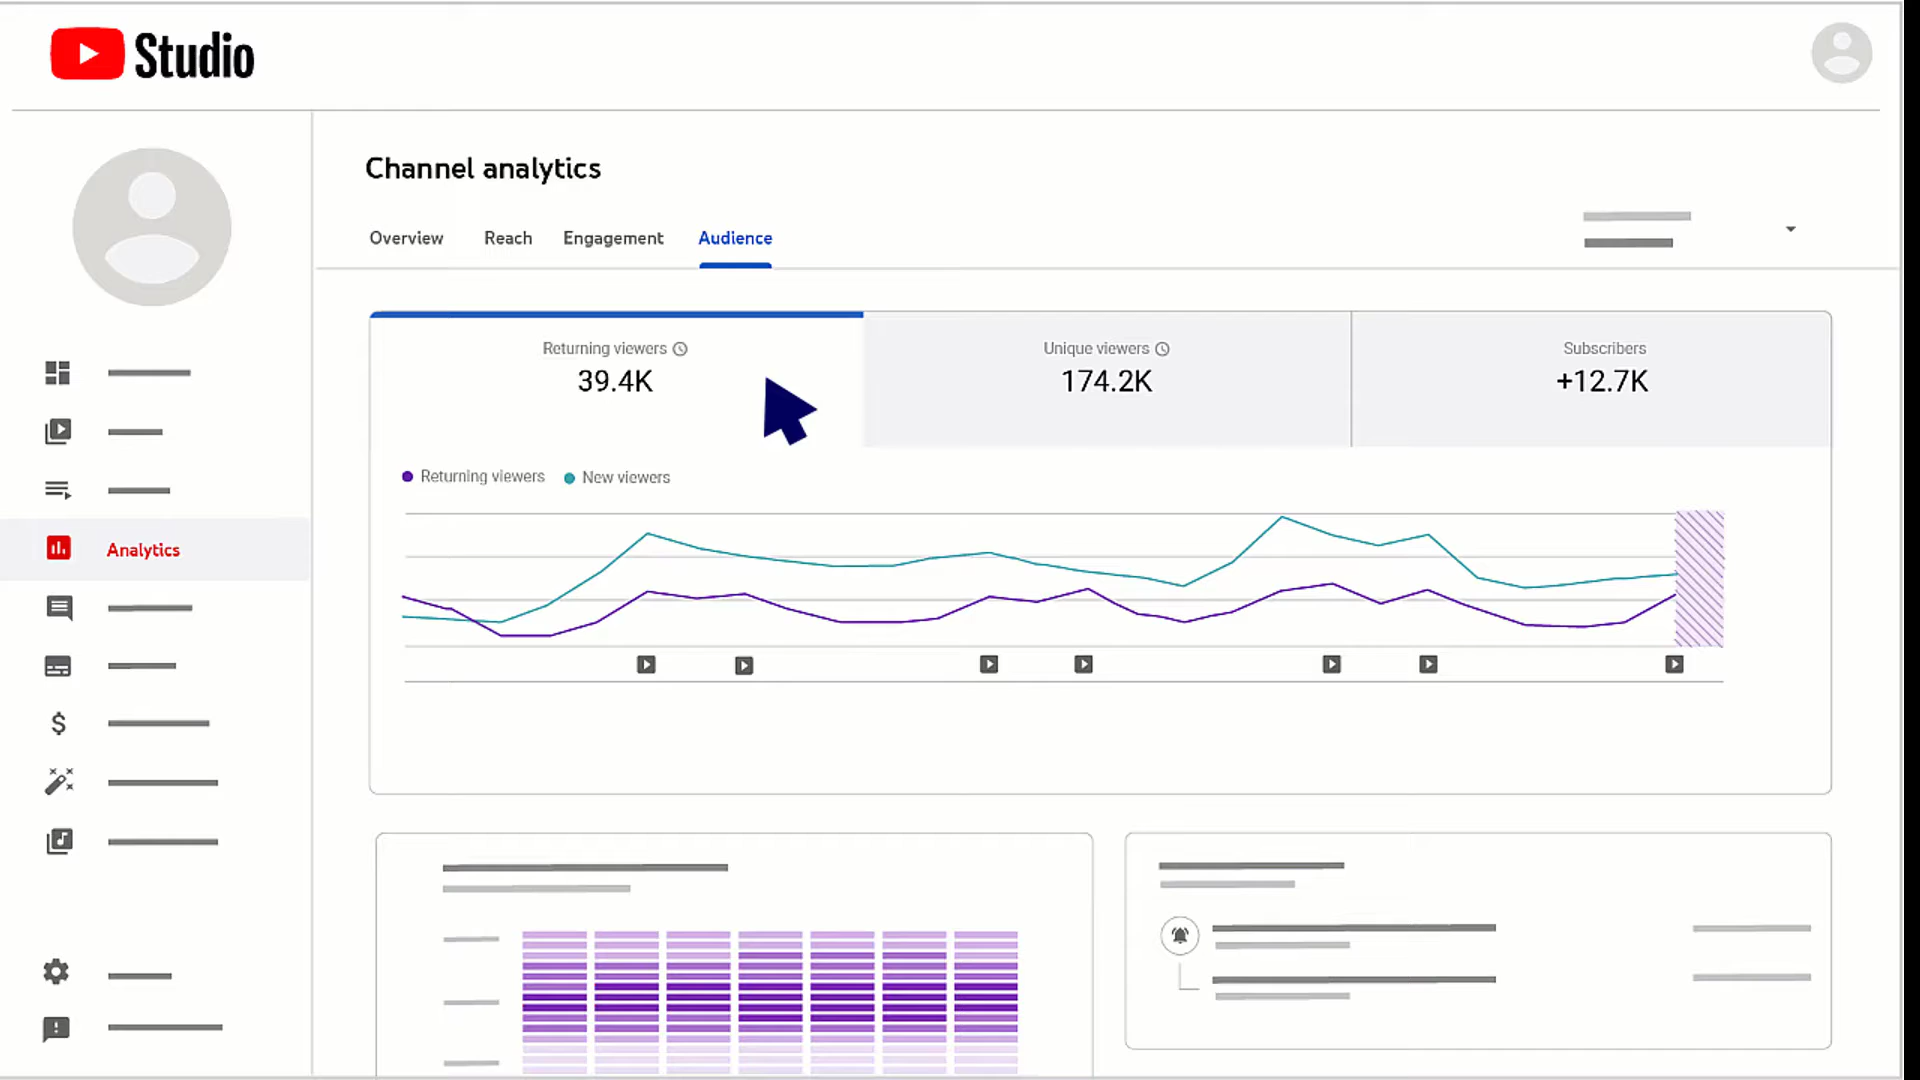 Studio
Channel analytics
Overview Reach Engagement Audience
Returning viewers
39.4K
Unique viewers
174.2K
Subscribers
+12.7K
Returning viewers New viewers
Analytics